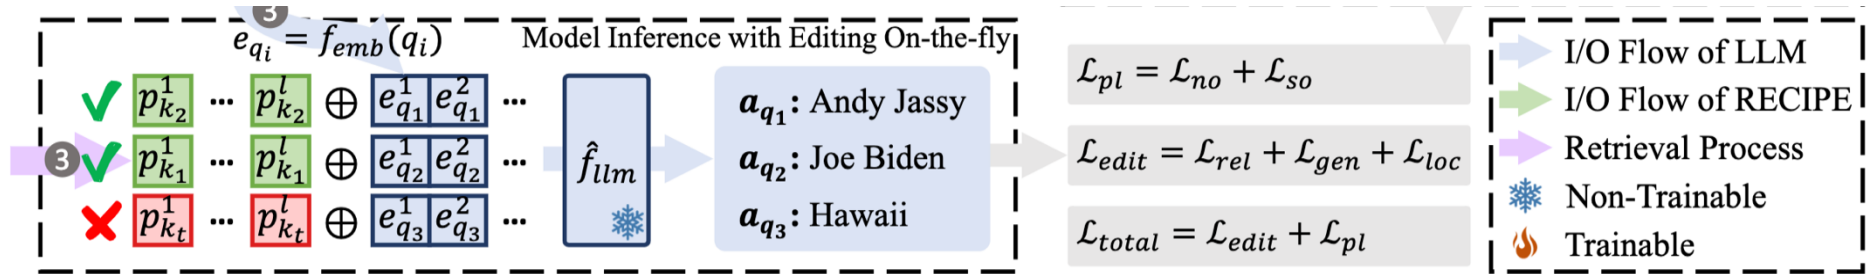 3
e_{q_i} = f_{emb}(q_i)
Model Inference with Editing On-the-fly
p^1_{k_2} ... p^l_{k_2} ⊕ e^1_{q_1} e^2_{q_1} ...
3 p^1_{k_1} ... p^l_{k_1} ⊕ e^1_{q_2} e^2_{q_2} ...
p^1_{k_t} ... p^l_{k_t} ⊕ e^1_{q_3} e^2_{q_3} ...
\hat{f}_{llm}
a_{q_1}: Andy Jassy
a_{q_2}: Joe Biden
a_{q_3}: Hawaii
ℒ_{pl} = ℒ_{no} + ℒ_{so}
ℒ_{edit} = ℒ_{rel} + ℒ_{gen} + ℒ_{loc}
ℒ_{total} = ℒ_{edit} + ℒ_{pl}
I/O Flow of LLM
I/O Flow of RECIPE
Retrieval Process
Non-Trainable
Trainable